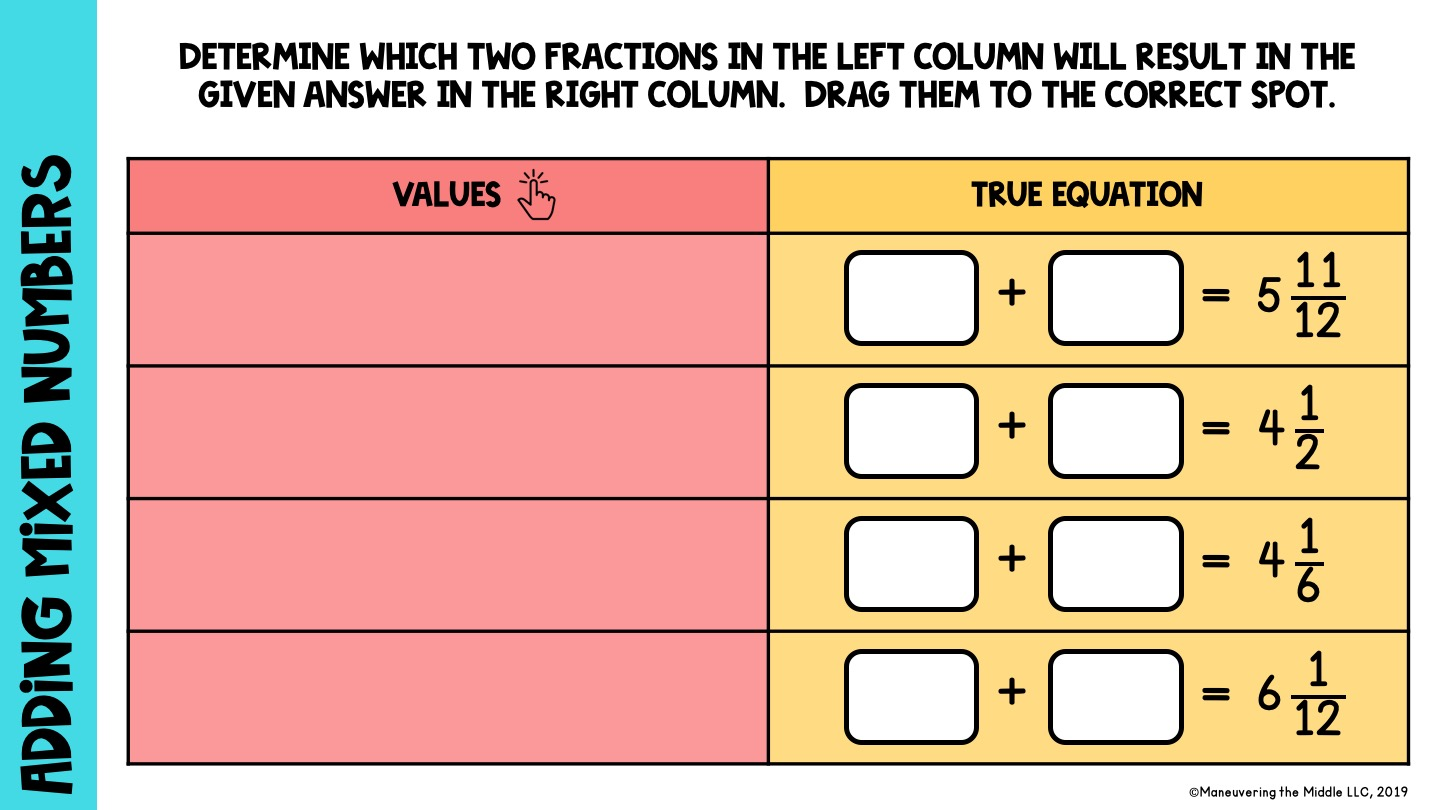 ADDING MIXED NUMBERS
DETERMINE WHICH TWO FRACTIONS IN THE LEFT COLUMN WILL RESULT IN THE
GIVEN ANSWER IN THE RIGHT COLUMN. DRAG THEM TO THE CORRECT SPOT.
VALUES
TRUE EQUATION
+ = 5 11/12
+ = 4 1/2
+ = 4 1/6
+ = 6 1/12
©Maneuvering the Middle LLC, 2019